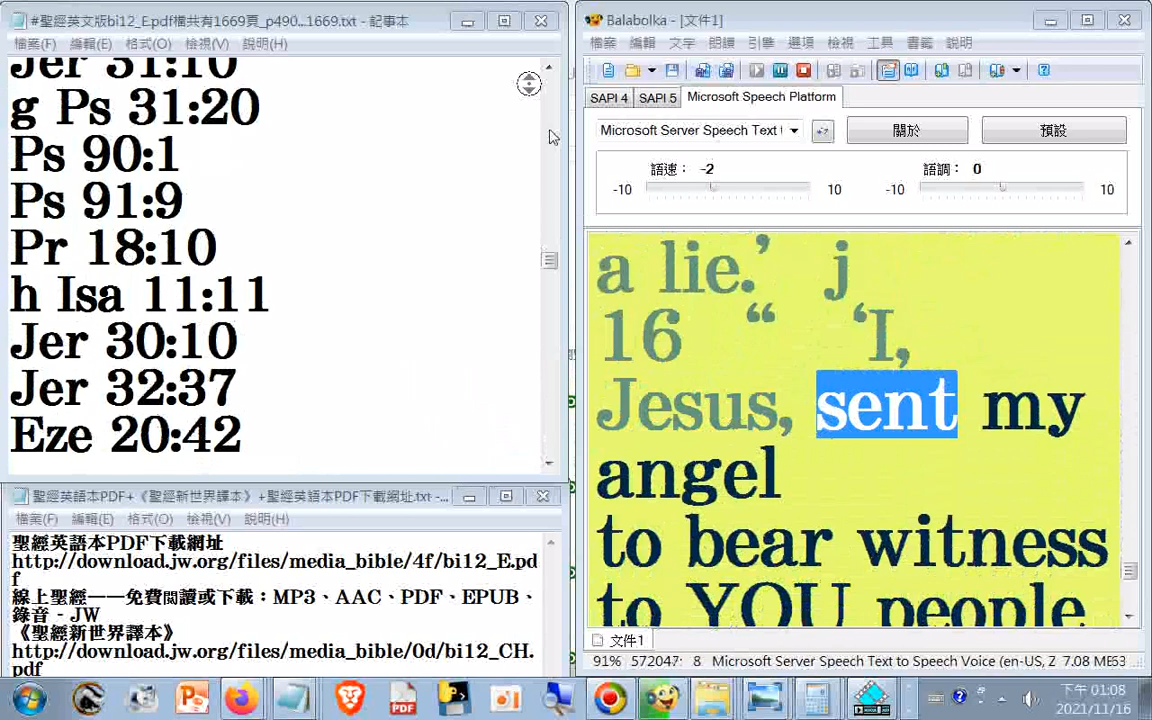 #聖經英文版bi12_E.pdf檔共有1669頁_p490...1669.txt - 記事本
檔案(F) 編輯(E) 格式(O) 檢視(V) 說明(H)
Jer 31:10
g Ps 31:20
Ps 90:1
Ps 91:9
Pr 18:10
h Isa 11:11
Jer 30:10
Jer 32:37
Eze 20:42
聖經英語本PDF+《聖經新世界譯本》+聖經英語本PDF下載網址.txt -...
檔案(F) 編輯(E) 格式(O) 檢視(V) 說明(H)
聖經英語本PDF下載網址
http://download.jw.org/files/media_bible/4f/bi12_E.pd
f
線上聖經——免費閱讀或下載：MP3、AAC、PDF、EPUB、
錄音 - JW
《聖經新世界譯本》
http://download.jw.org/files/media_bible/0d/bi12_CH.
pdf
Balabolka - [文件1]
檔案 編輯 文字 朗讀 引擎 選項 檢視 工具 書籤 說明
SAPI 4 SAPI 5 Microsoft Speech Platform
Microsoft Server Speech Text 關於 預設
語速： -2 語調： 0
-10 10 -10 10
a lie.’ j
16 “ ‘I,
Jesus, sent my
angel
to bear witness
to YOU people
文件1
91% 572047: 8 Microsoft Server Speech Text to Speech Voice (en-US, Z 7.08 MB
PDF
下午 01:08
2021/11/16